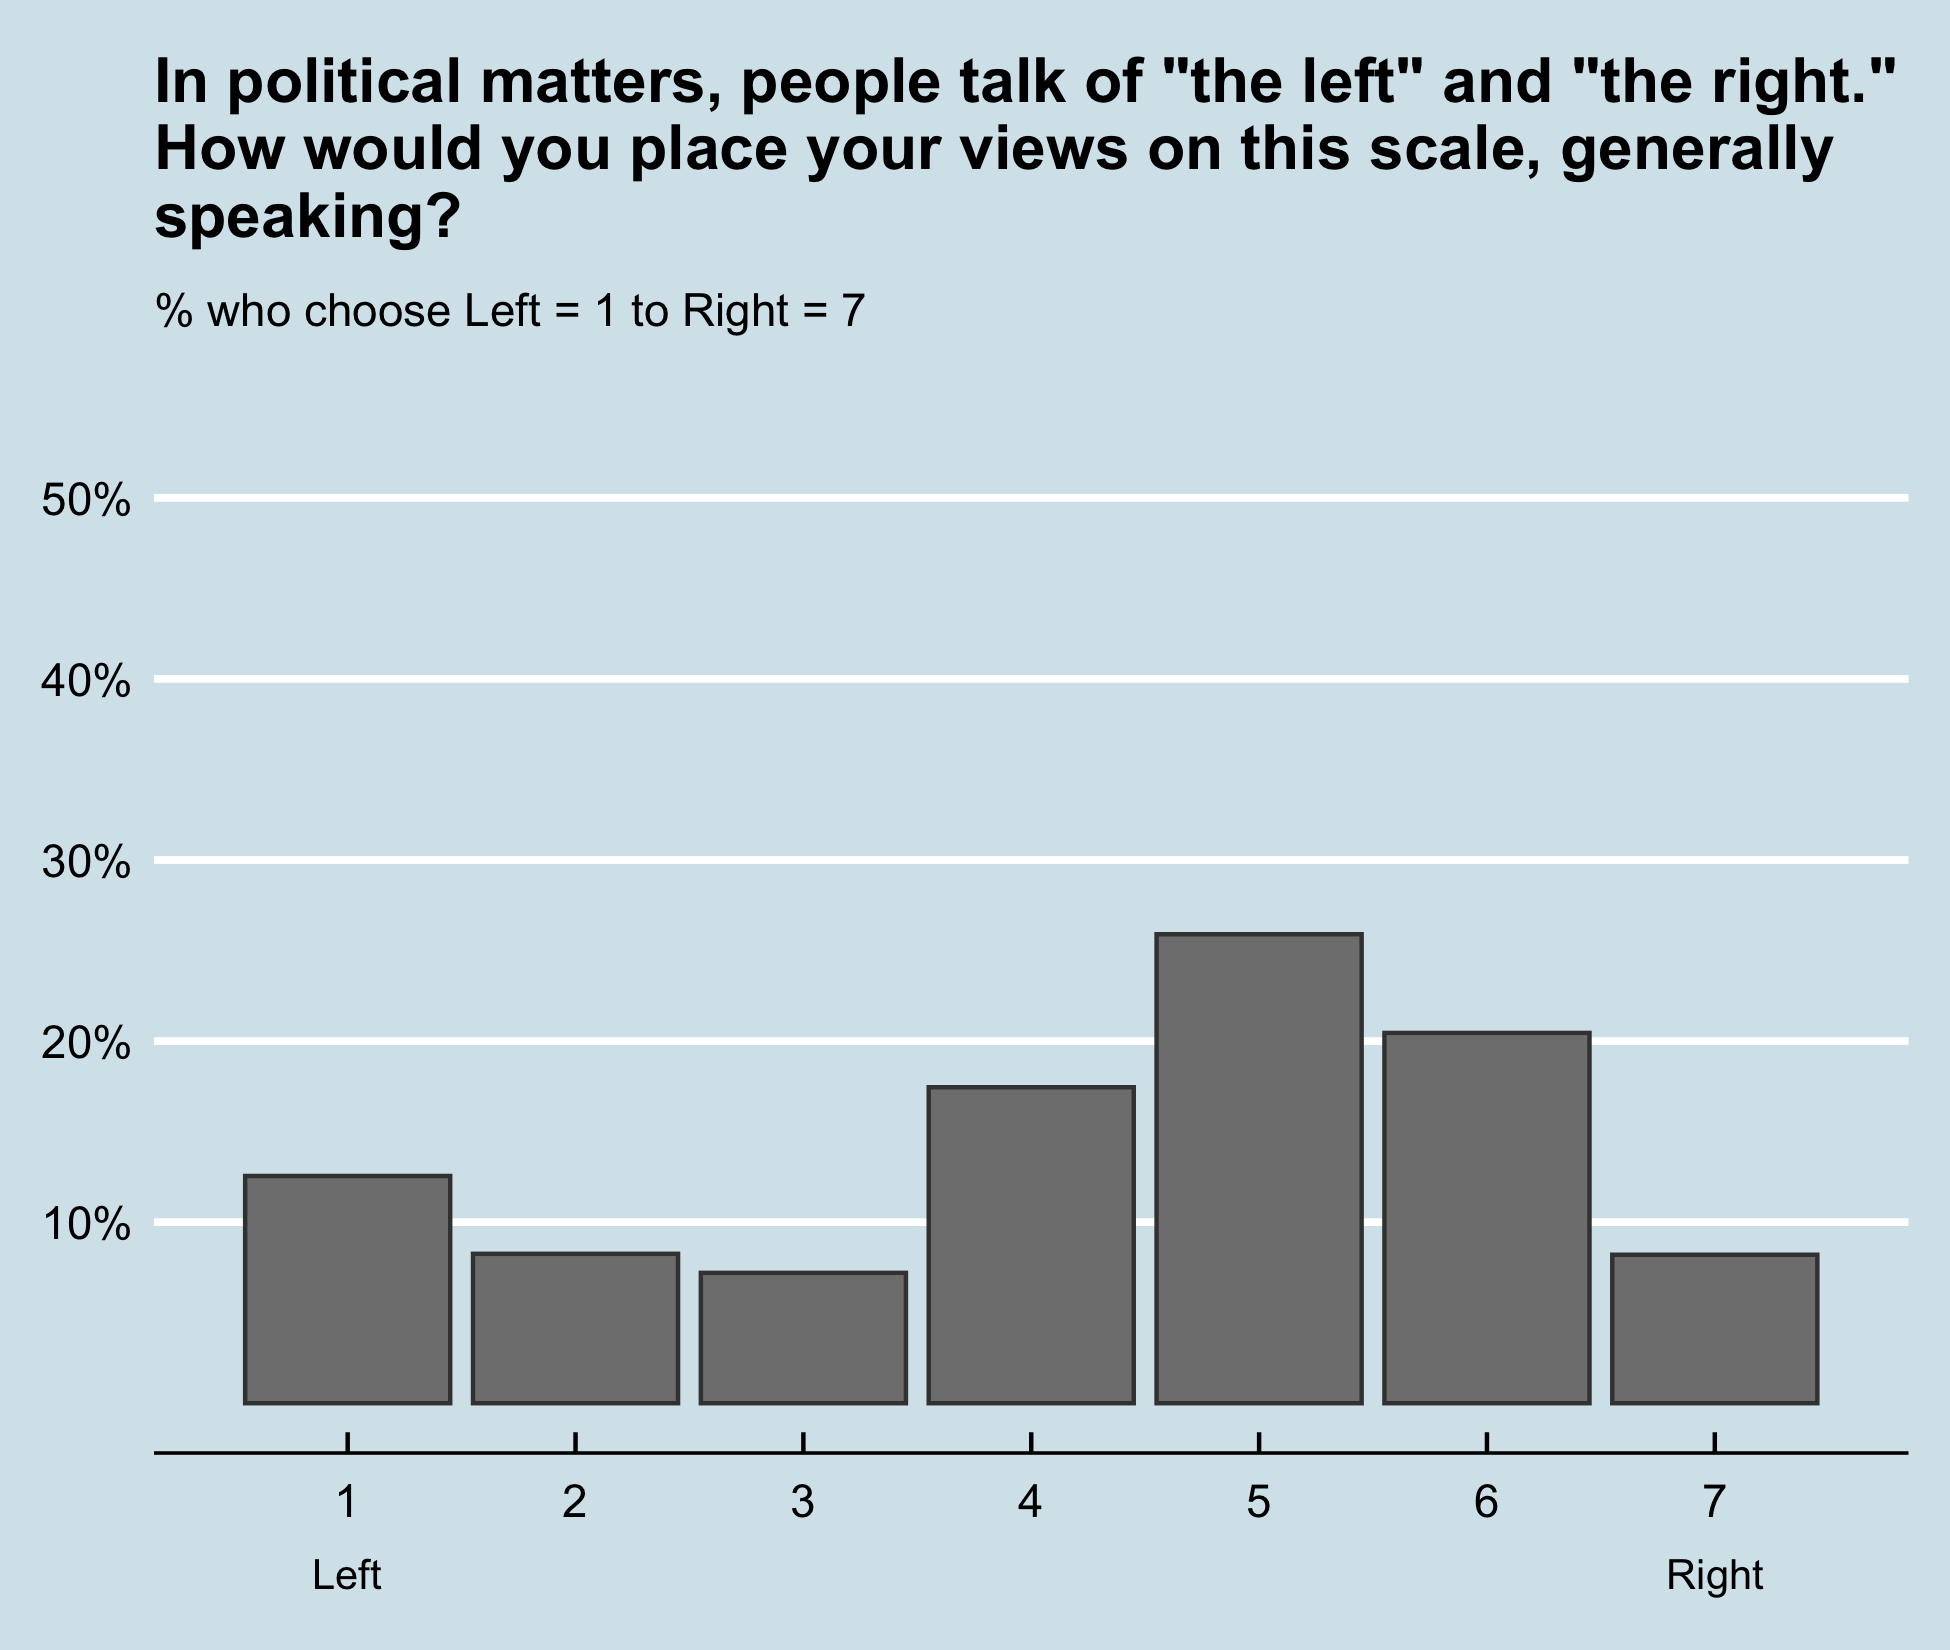 In political matters, people talk of "the left" and "the right."
How would you place your views on this scale, generally
speaking?
% who choose Left = 1 to Right = 7
50%
40%
30%
20%
10%
1 2 3 4 5 6 7
Left Right